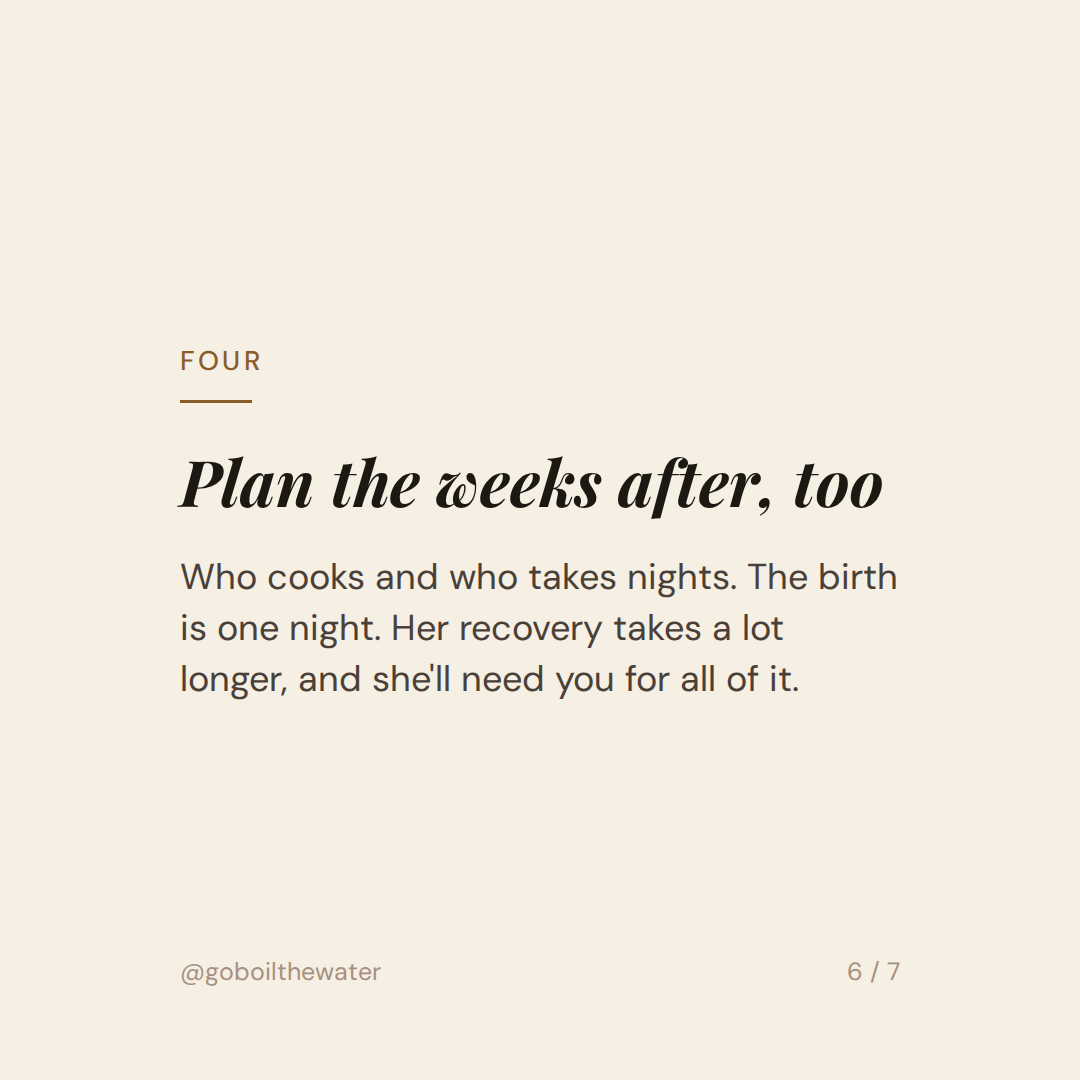 FOUR
Plan the weeks after, too
Who cooks and who takes nights. The birth
is one night. Her recovery takes a lot
longer, and she'll need you for all of it.
@goboilthewater
6 / 7